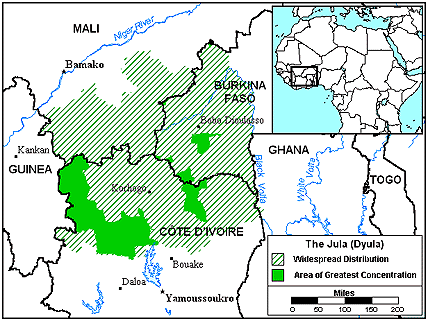 MALI
Niger River
Bamako
BURKINA
FASO
Bobo Dioulasso
Kankan
GUINEA
GHANA
Black Volta
White Volta
TOGO
Korhogo
CÔTE D'IVOIRE
Bouake
Daloa
Yamoussoukro
The Jula (Dyula)
Widespread Distribution
Area of Greatest Concentration
Miles
0 50 100 150 200